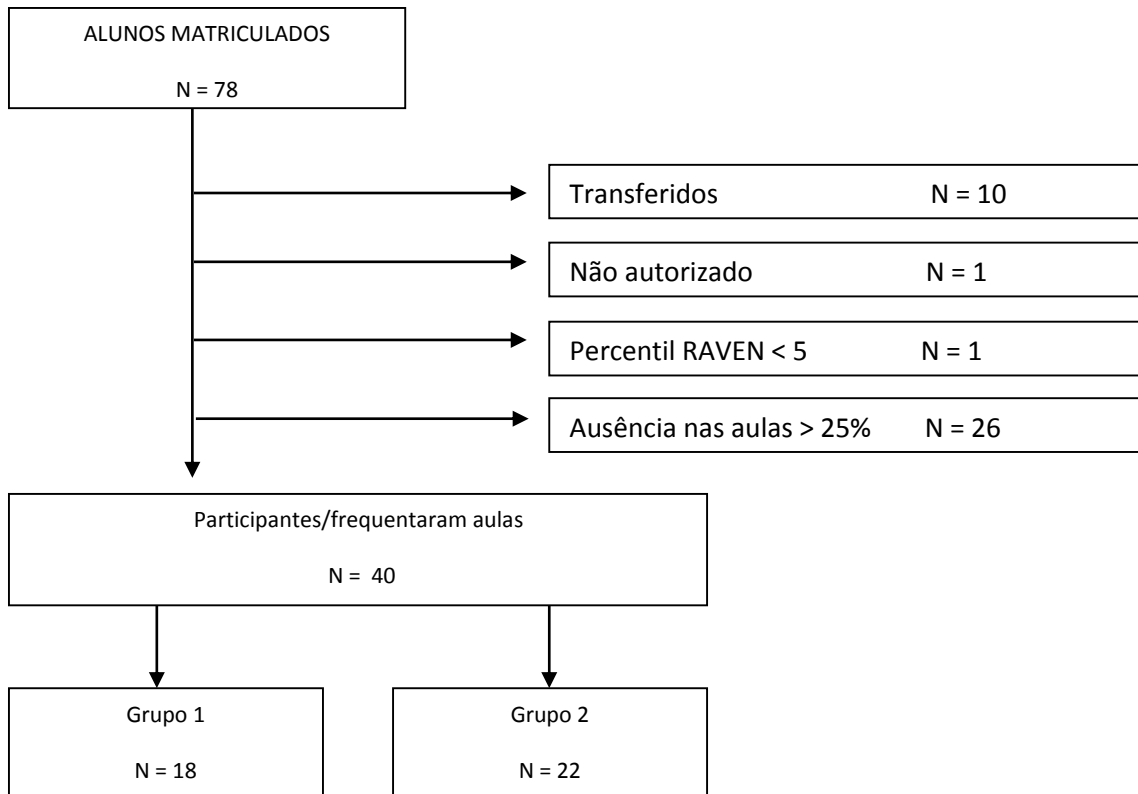 ALUNOS MATRICULADOS
N = 78
Transferidos N = 10
Não autorizado N = 1
Percentil RAVEN < 5 N = 1
Ausência nas aulas > 25% N = 26
Participantes/frequentaram aulas
N = 40
Grupo 1
N = 18
Grupo 2
N = 22